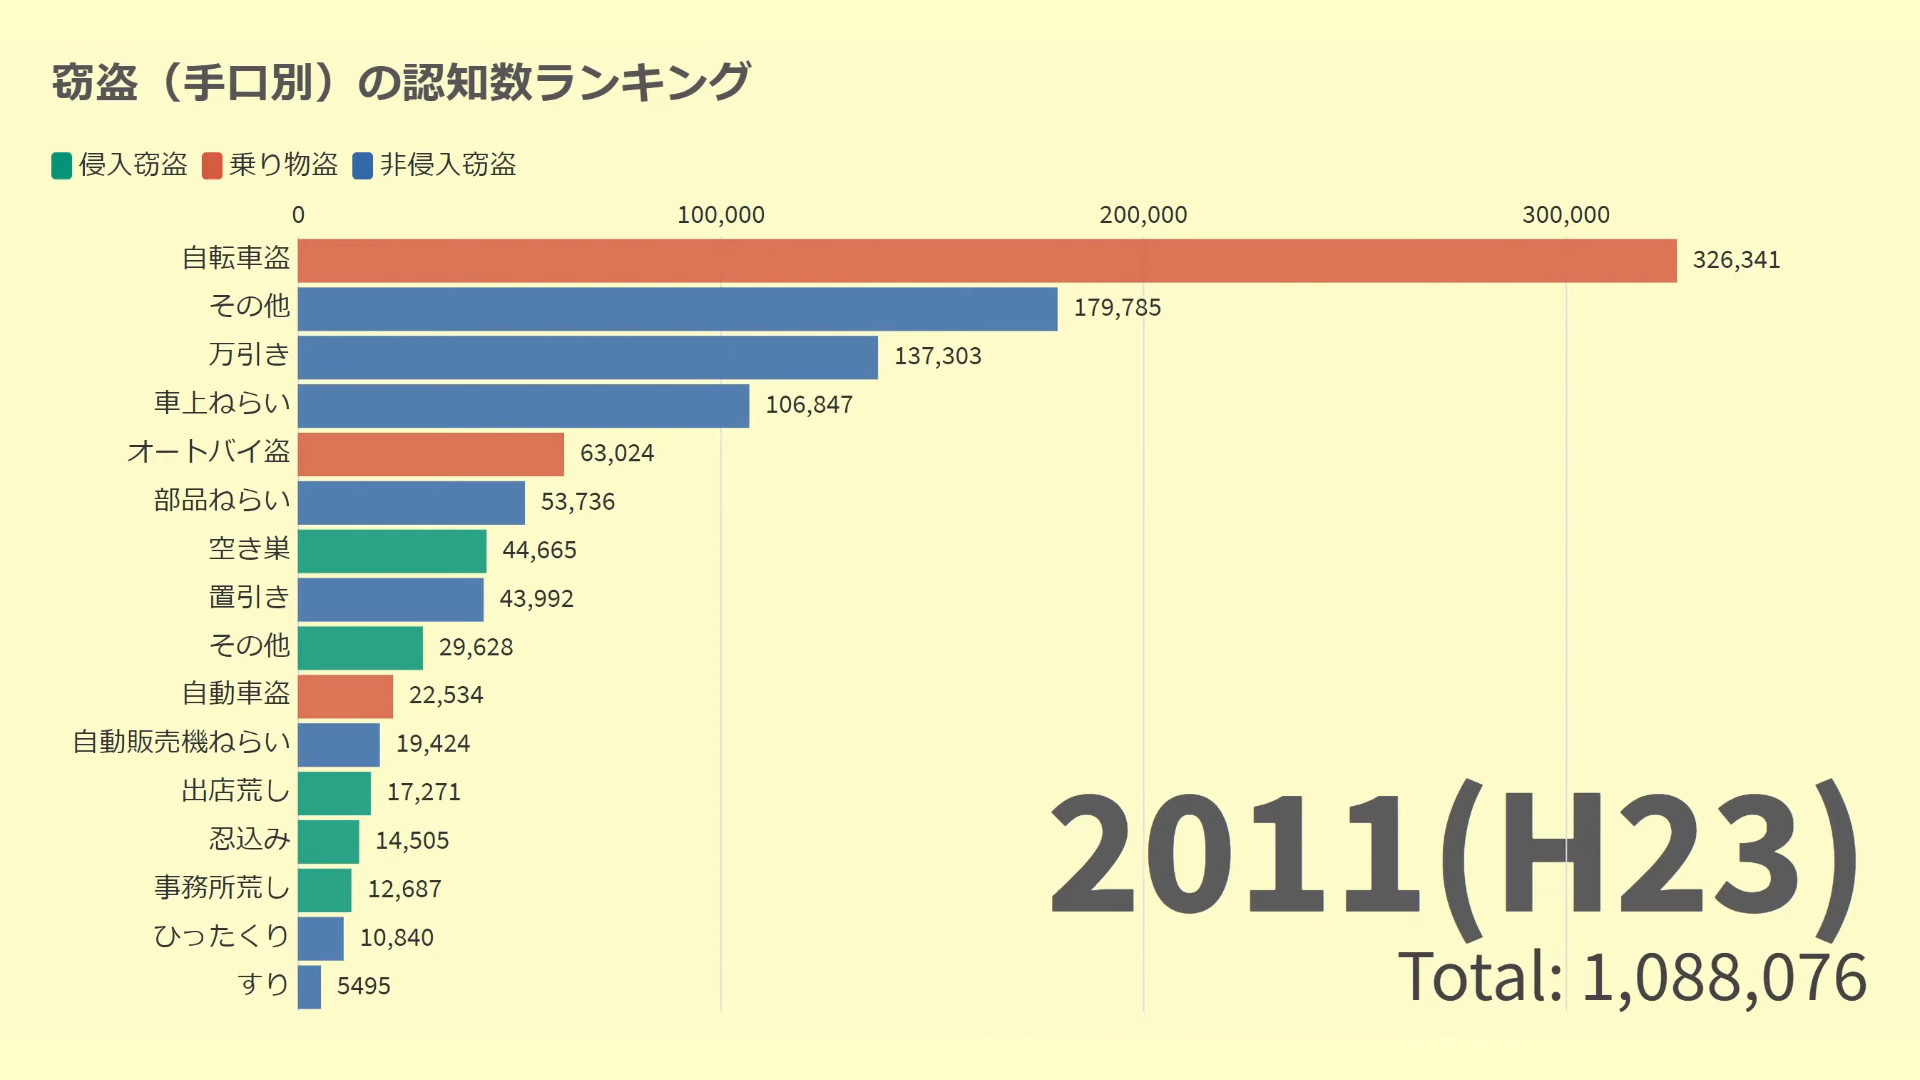 窃盗（手口別）の認知数ランキング
侵入窃盗 乗り物盗 非侵入窃盗
0 100,000 200,000 300,000
自転車盗 326,341
その他 179,785
万引き 137,303
車上ねらい 106,847
オートバイ盗 63,024
部品ねらい 53,736
空き巣 44,665
置引き 43,992
その他 29,628
自動車盗 22,534
自動販売機ねらい 19,424
出店荒し 17,271
忍込み 14,505
事務所荒し 12,687
ひったくり 10,840
すり 5495
2011(H23)
Total: 1,088,076